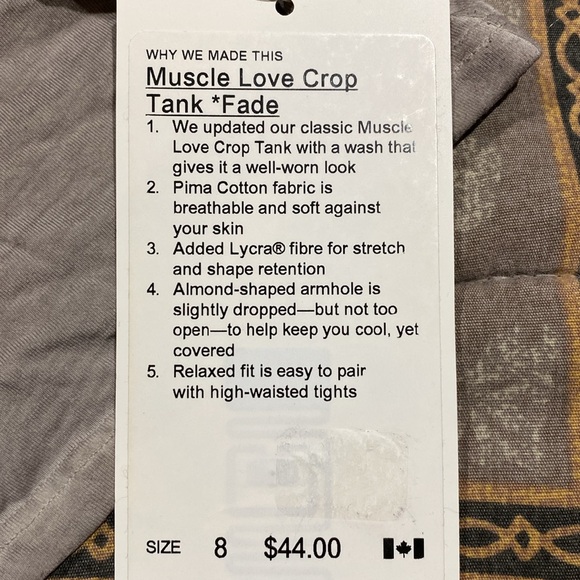 WHY WE MADE THIS
Muscle Love Crop
Tank *Fade
1. We updated our classic Muscle
Love Crop Tank with a wash that
gives it a well-worn look
2. Pima Cotton fabric is
breathable and soft against
your skin
3. Added Lycra® fibre for stretch
and shape retention
4. Almond-shaped armhole is
slightly dropped—but not too
open—to help keep you cool, yet
covered
5. Relaxed fit is easy to pair
with high-waisted tights
SIZE 8 $44.00